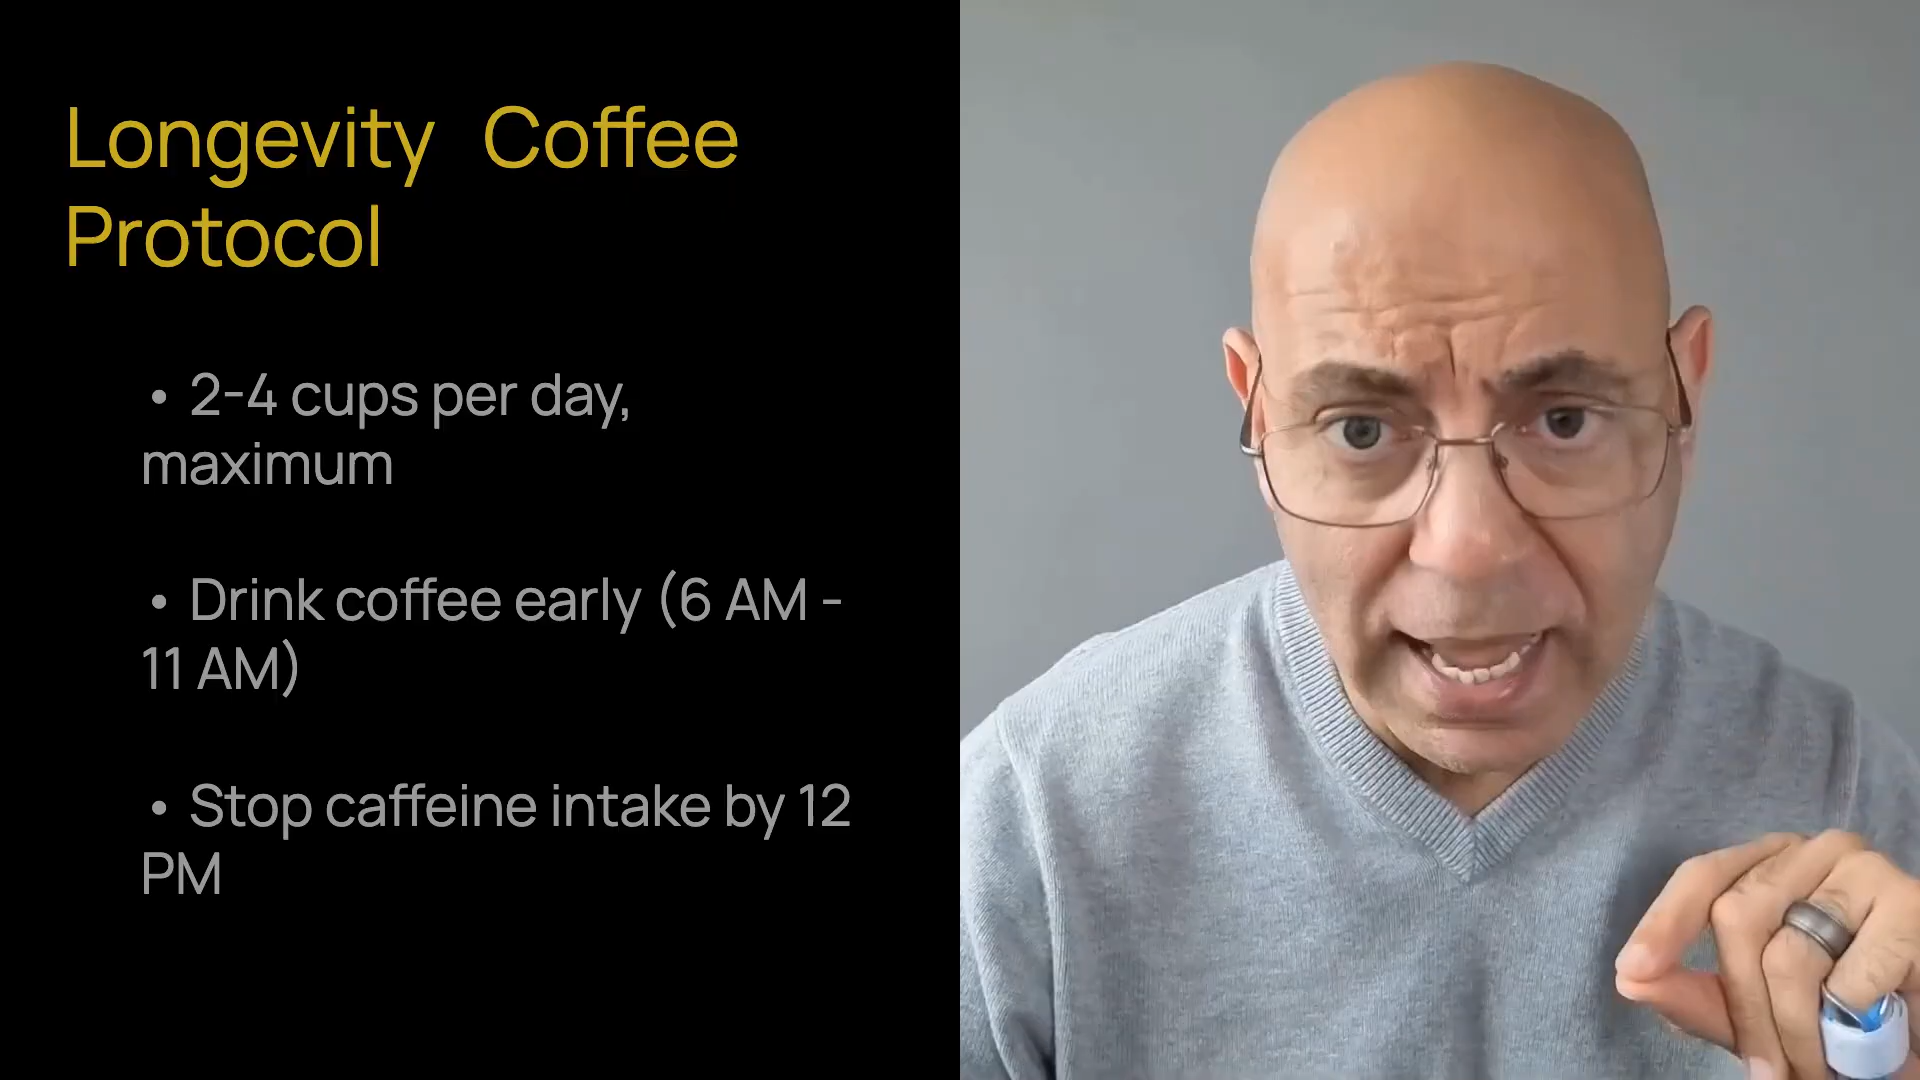 Longevity Coffee
Protocol
• 2-4 cups per day,
maximum
• Drink coffee early (6 AM -
11 AM)
• Stop caffeine intake by 12
PM